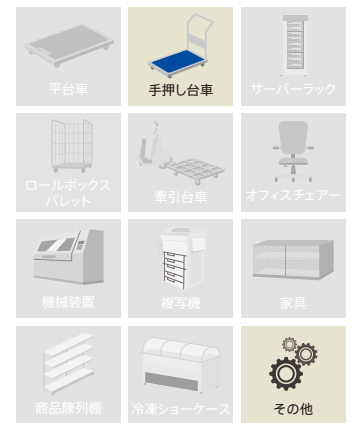 平台車
手押し台車
サーバーラック
ロールボックス
パレット
牽引台車
オフィスチェアー
機械装置
複写機
家具
商品陳列棚
冷凍ショーケース
その他